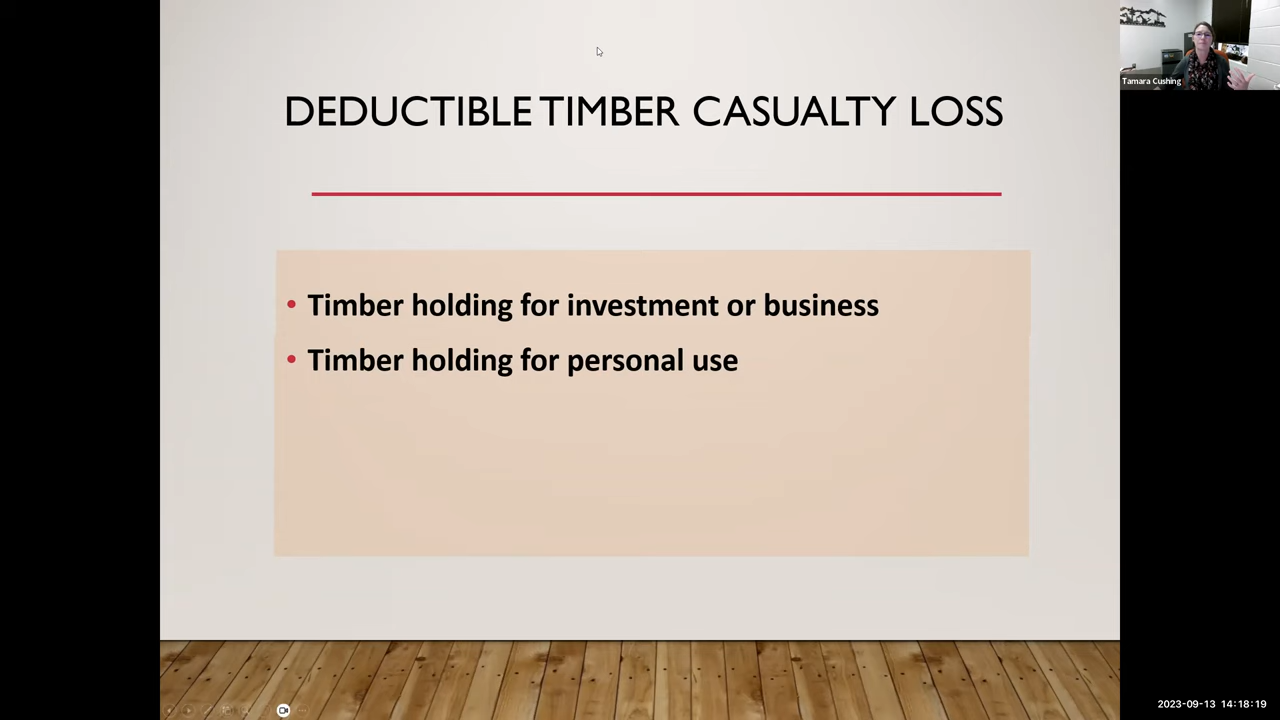 DEDUCTIBLE TIMBER CASUALTY LOSS
Tamara Cushing
• Timber holding for investment or business
• Timber holding for personal use
2023-09-13 14:18:19